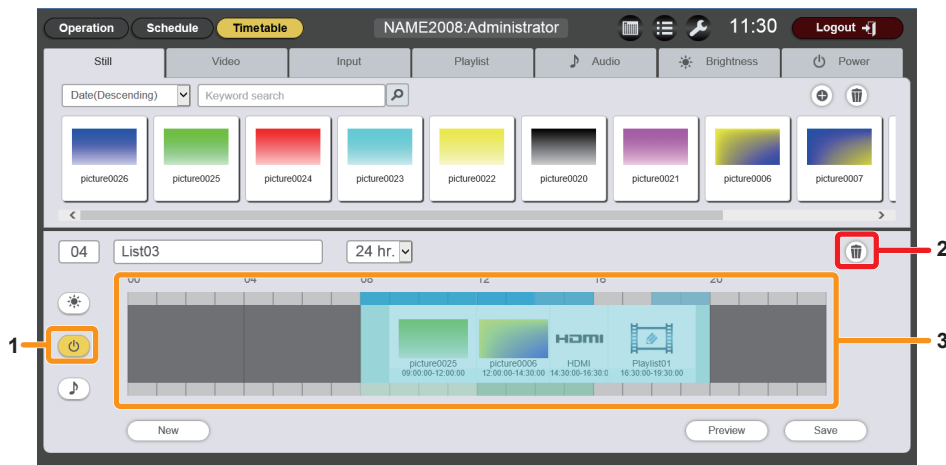 Operation Schedule Timetable NAME2008:Administrator 11:30 Logout
Still Video Input Playlist Audio Brightness Power
Date(Descending) Keyword search
picture0026 picture0025 picture0024 picture0023 picture0022 picture0020 picture0021 picture0006 picture0007
04 List03 24 hr. 2
00 04 08 12 16 20
HDMI
1 3
picture0025 picture0006 HDMI Playlist01
09:00:00-12:00:00 12:00:00-14:30:00 14:30:00-16:30:0 16:30:00-19:30:00
New Preview Save